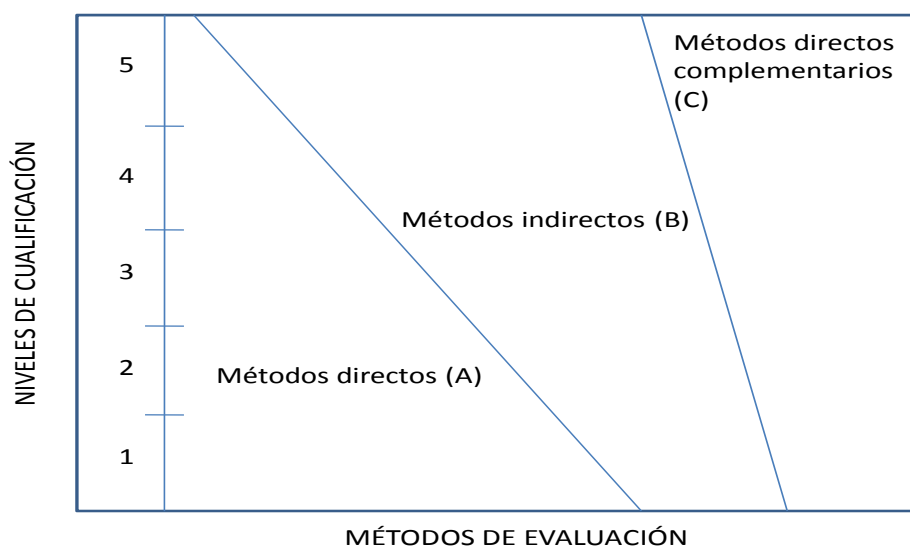 NIVELES DE CUALIFICACIÓN
5
4
3
2
1
Métodos directos
complementarios
(C)
Métodos indirectos (B)
Métodos directos (A)
MÉTODOS DE EVALUACIÓN